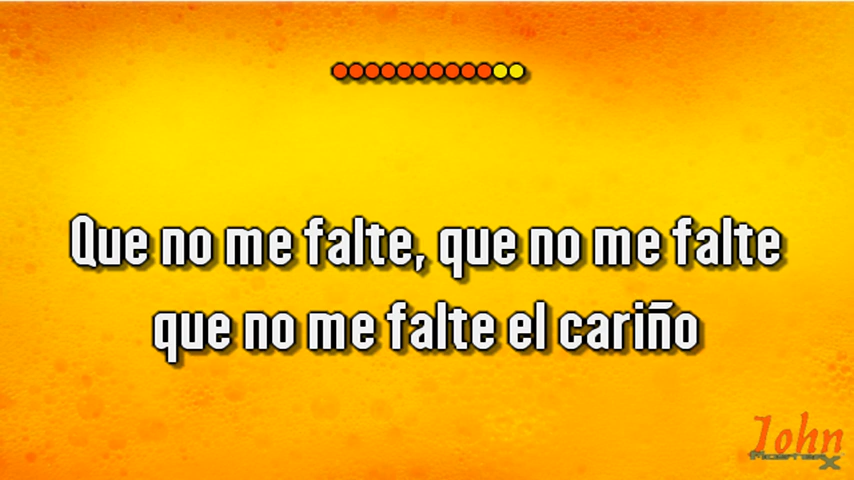 Que no me falte, que no me falte
que no me falte el cariño
John